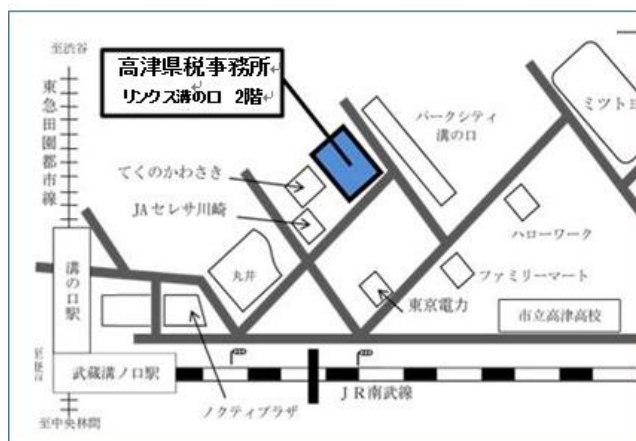 至渋谷
東急田園都市線
高津県税事務所
リンクス溝の口 2階
パークシティ
溝の口
ミツトヨ
てくのかわさき
JAセレサ川崎
ハローワーク
溝の口駅
丸井
東京電力
ファミリーマート
市立高津高校
武蔵溝ノ口駅
JR南武線
ノクティプラザ
至中央林間